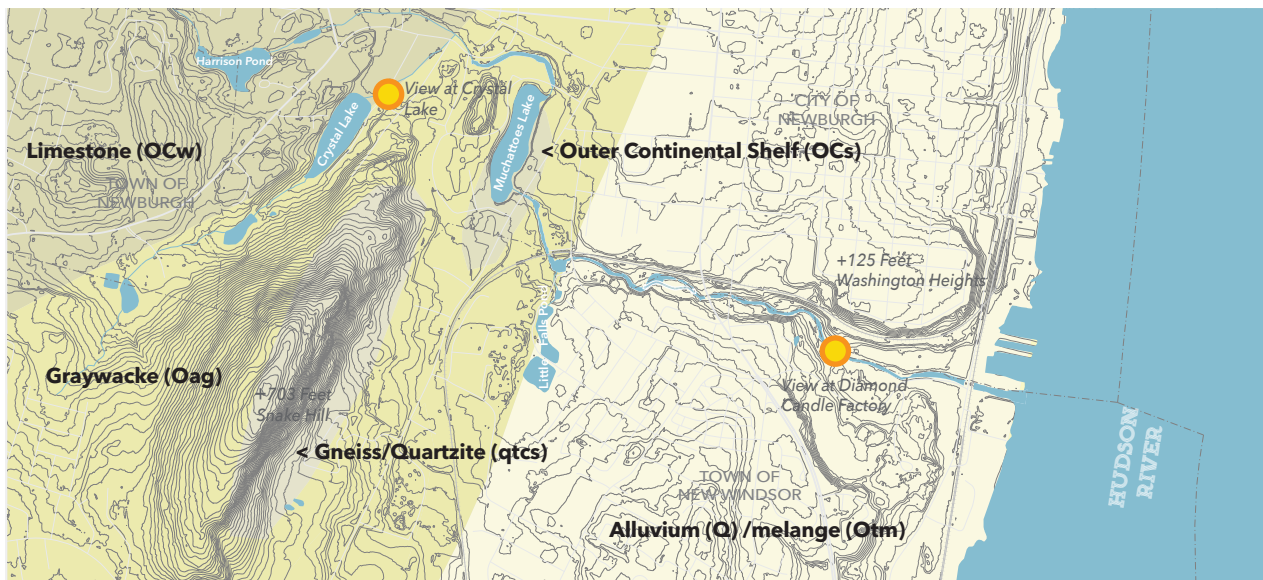 Harrison Pond
View at Crystal
Lake
Crystal Lake
Muchattoes Lake
CITY OF
NEWBURGH
Limestone (OCw)
< Outer Continental Shelf (OCs)
TOWN OF
NEWBURGH
+125 Feet
Washington Heights
Little Falls Pond
Graywacke (Oag)
+703 Feet
Snake Hill
View at Diamond
Candle Factory
< Gneiss/Quartzite (qtcs)
HUDSON
RIVER
TOWN OF
NEW WINDSOR
Alluvium (Q) /melange (Otm)